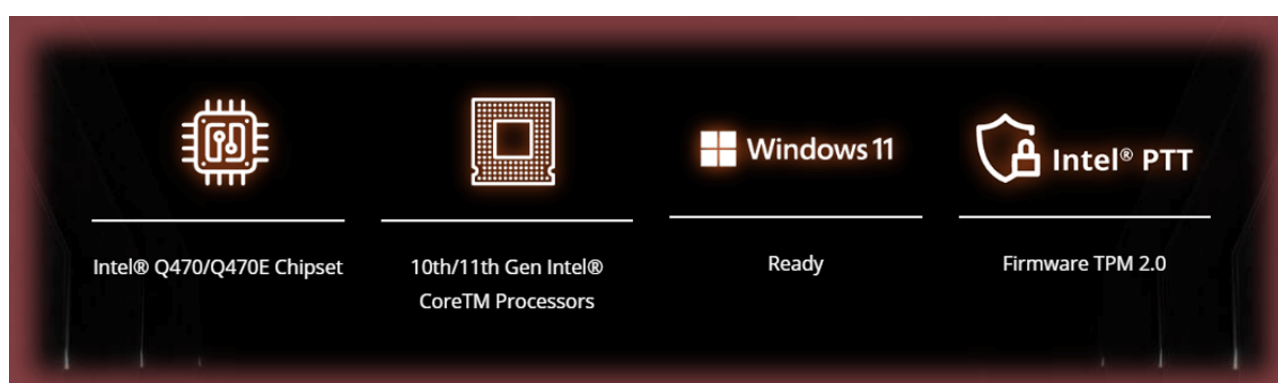 Windows 11
Intel® PTT
Intel® Q470/Q470E Chipset
10th/11th Gen Intel®
CoreTM Processors
Ready
Firmware TPM 2.0